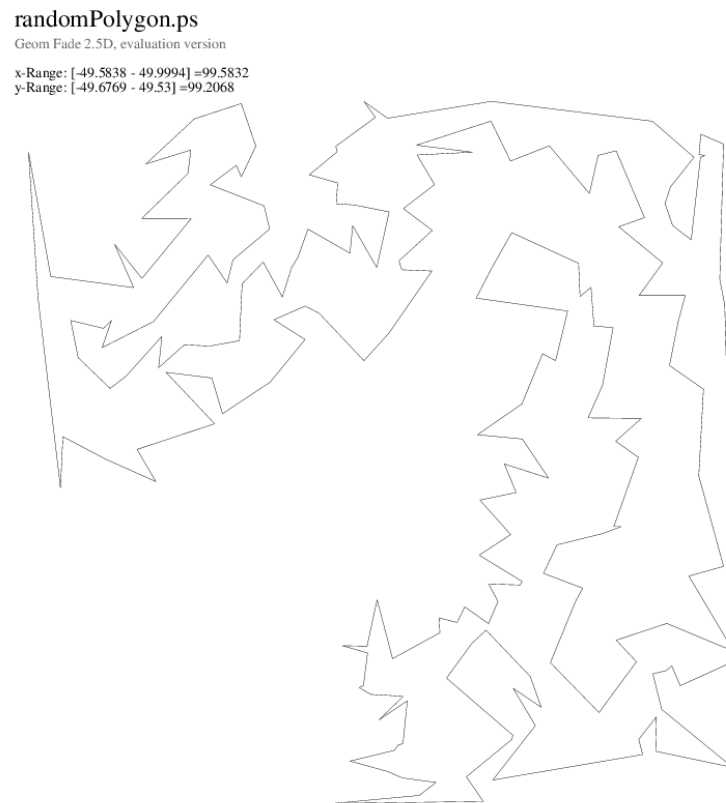 randomPolygon.ps
Geom Fade 2.5D, evaluation version
x-Range: [-49.5838 - 49.9994] =99.5832
y-Range: [-49.6769 - 49.53] =99.2068